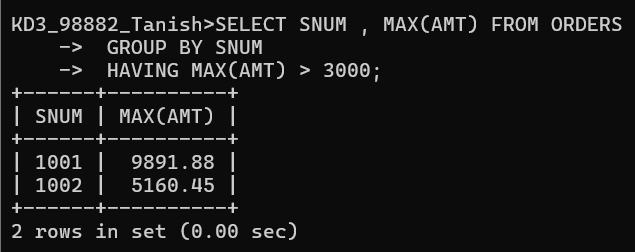 KD3_98882_Tanish>SELECT SNUM , MAX(AMT) FROM ORDERS
    ->  GROUP BY SNUM
    ->  HAVING MAX(AMT) > 3000;
+------+----------+
| SNUM | MAX(AMT) |
+------+----------+
| 1001 |  9891.88 |
| 1002 |  5160.45 |
+------+----------+
2 rows in set (0.00 sec)